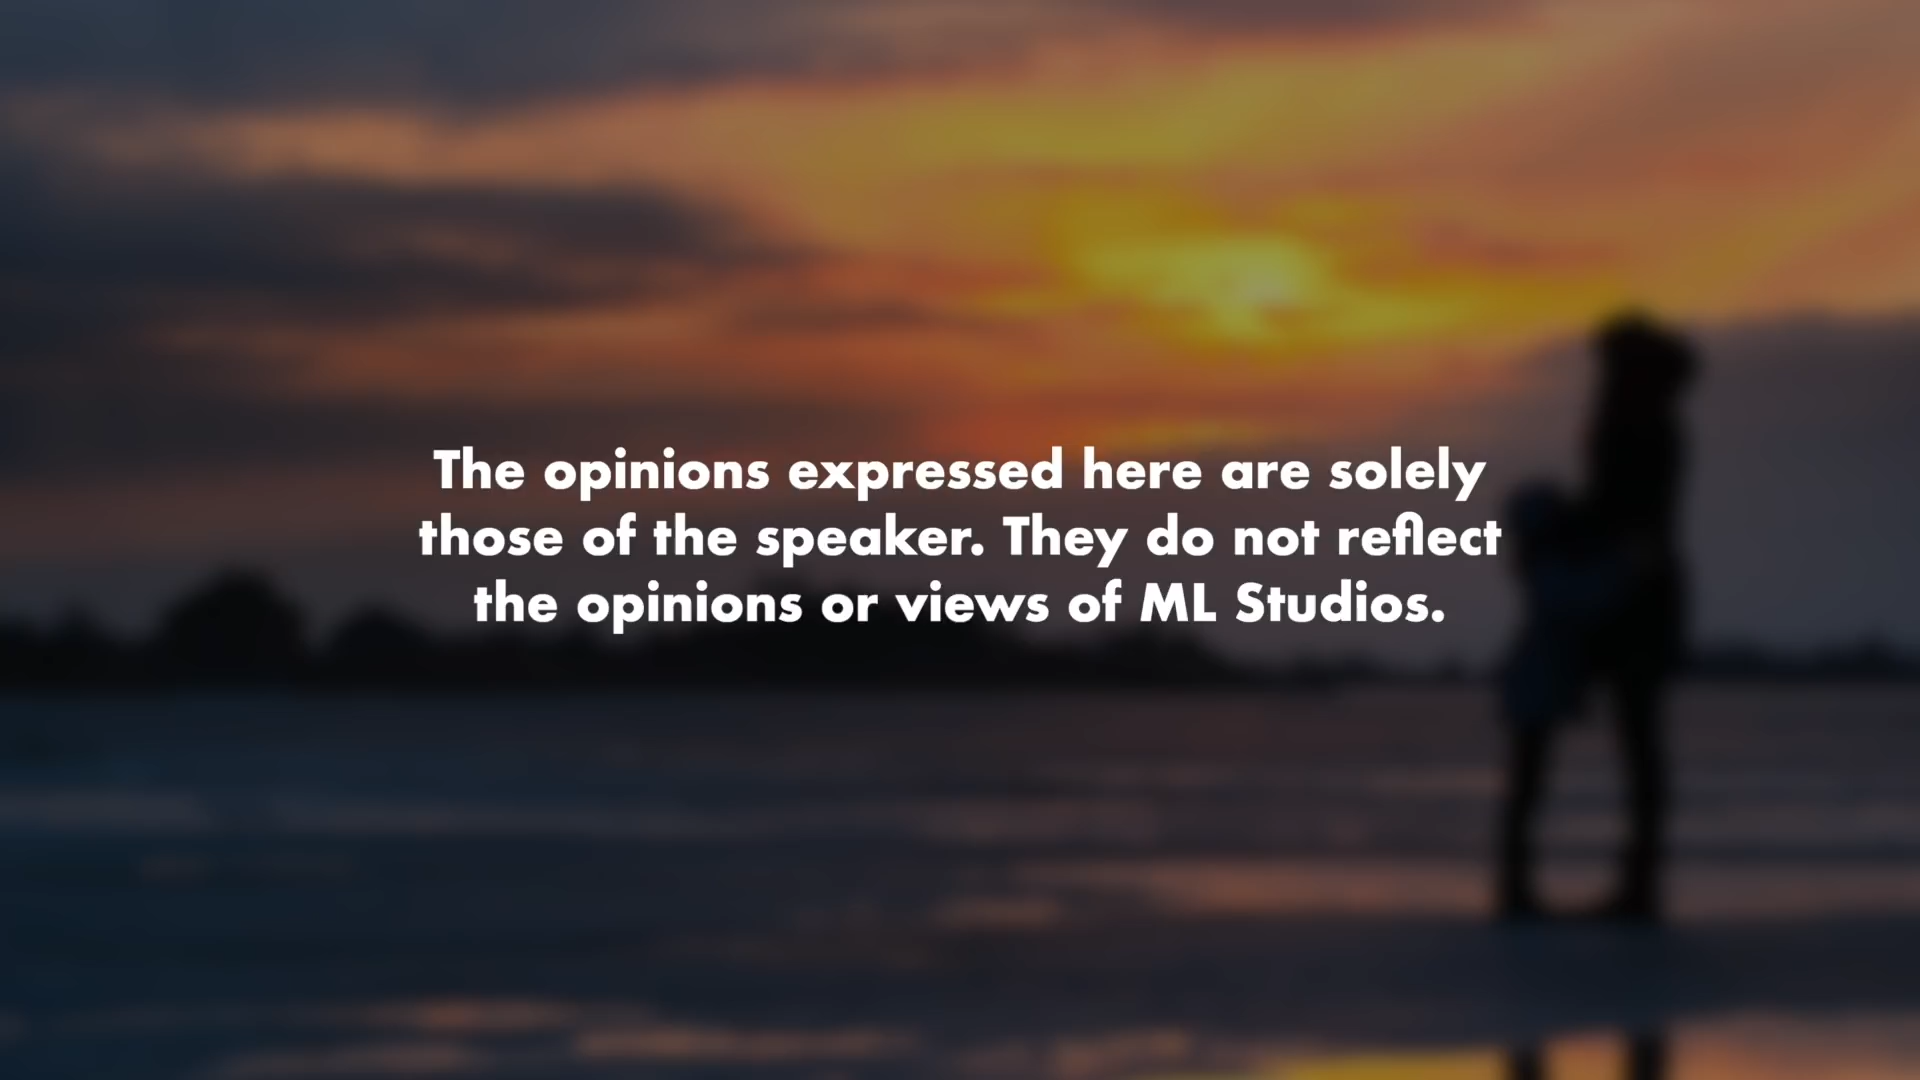 The opinions expressed here are solely
those of the speaker. They do not reflect
the opinions or views of ML Studios.